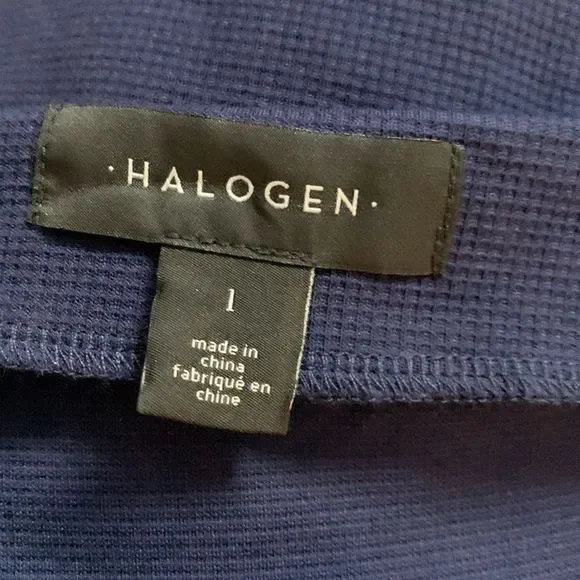 ·HALOGEN·
1
made in
china
fabriqué en
chine